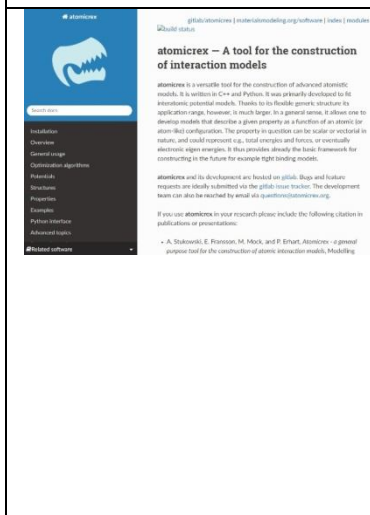 atomicrex
Search docs
Installation
Overview
General usage
Optimization algorithms
Potentials
Structures
Properties
Examples
Python interface
Advanced topics
Related software
gitlab/atomicrex | materialsmodeling.org/software | index | modules
build status
atomicrex — A tool for the construction
of interaction models
atomicrex is a versatile tool for the construction of advanced atomistic
models. It is written in C++ and Python. It was primarily developed to fit
interatomic potential models. Thanks to its flexible generic structure its
application range, however, is much larger. In a general sense, it allows one to
develop models that describe a given property as a function of an atomic (or
atom-like) configuration. The property in question can be scalar or vectorial in
nature, and could represent e.g., total energies and forces, or eventually
electronic eigen energies. It thus provides already the basic framework for
constructing in the future for example tight binding models.
atomicrex and its development are hosted on gitlab. Bugs and feature
requests are ideally submitted via the gitlab issue tracker. The development
team can also be reached by email via questions@atomicrex.org.
If you use atomicrex in your research please include the following citation in
publications or presentations:
• A. Stukowski, E. Fransson, M. Mock, and P. Erhart, Atomicrex - a general
purpose tool for the construction of atomic interaction models, Modelling